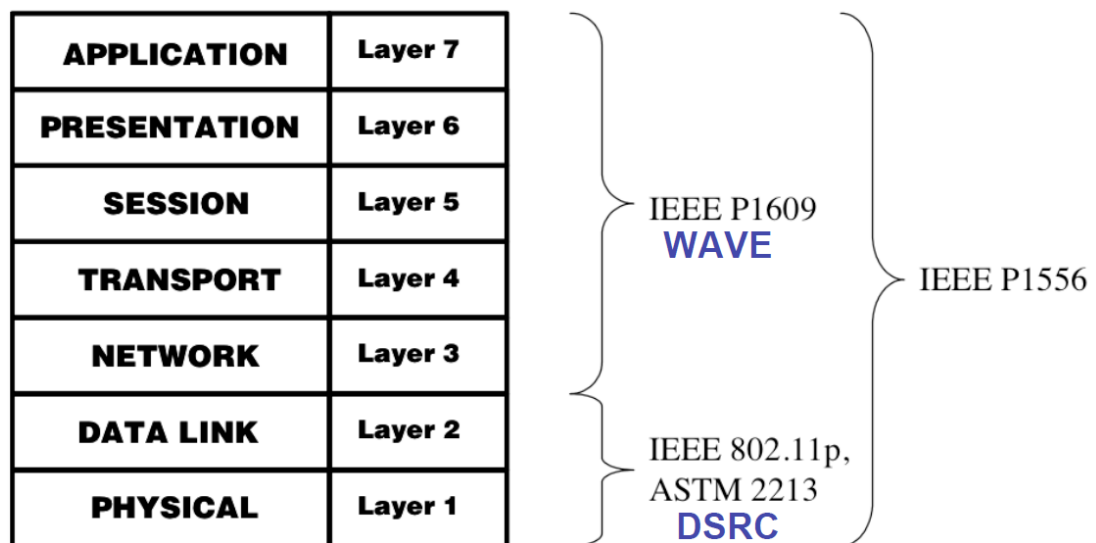 APPLICATION Layer 7
PRESENTATION Layer 6
SESSION Layer 5
IEEE P1609
WAVE
TRANSPORT Layer 4
IEEE P1556
NETWORK Layer 3
DATA LINK Layer 2
IEEE 802.11p,
ASTM 2213
PHYSICAL Layer 1
DSRC